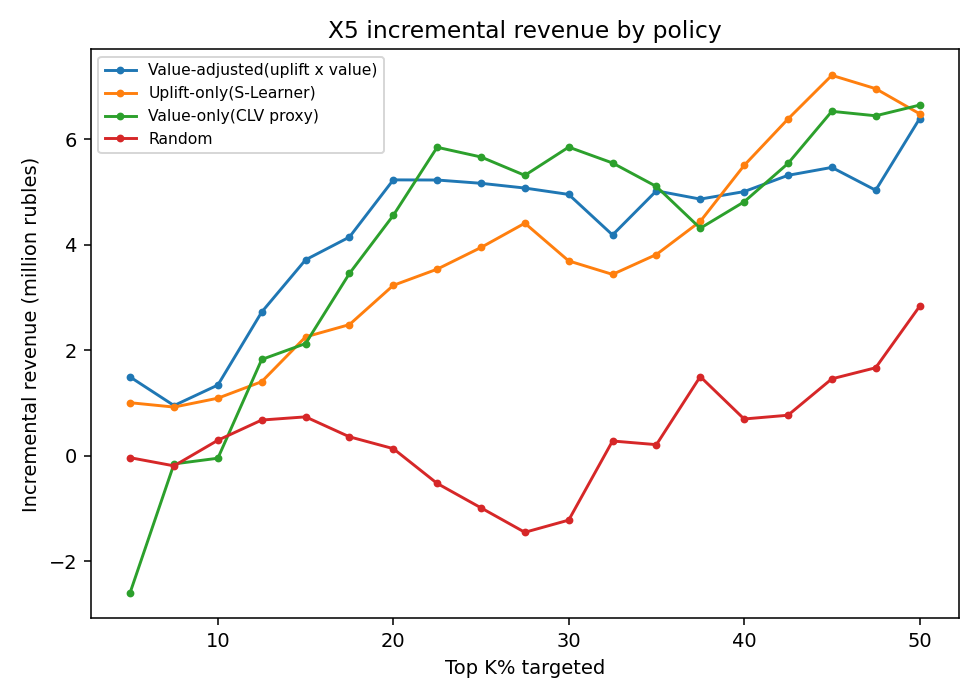 X5 incremental revenue by policy
Value-adjusted(uplift x value)
Uplift-only(S-Learner)
Value-only(CLV proxy)
Random
Incremental revenue (million rubles)
6
4
2
0
−2
10 20 30 40 50
Top K% targeted